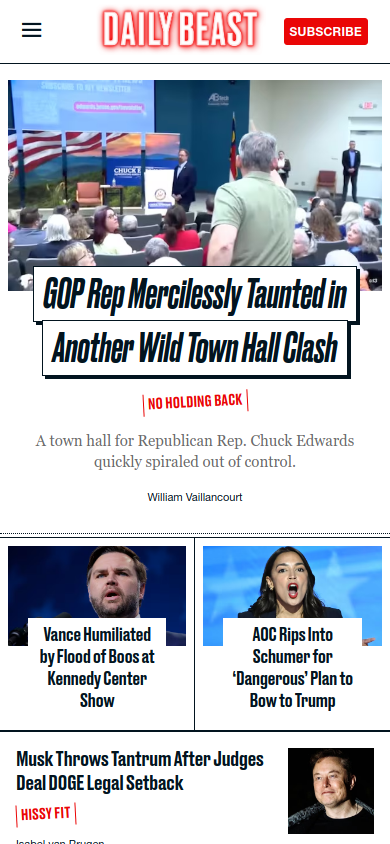 DAILY BEAST
SUBSCRIBE
CHUCK E
GOP Rep Mercilessly Taunted in
Another Wild Town Hall Clash
NO HOLDING BACK
A town hall for Republican Rep. Chuck Edwards
quickly spiraled out of control.
William Vaillancourt
Vance Humiliated
by Flood of Boos at
Kennedy Center
Show
AOC Rips Into
Schumer for
‘Dangerous’ Plan to
Bow to Trump
Musk Throws Tantrum After Judges
Deal DOGE Legal Setback
HISSY FIT
Isabel van Brugen